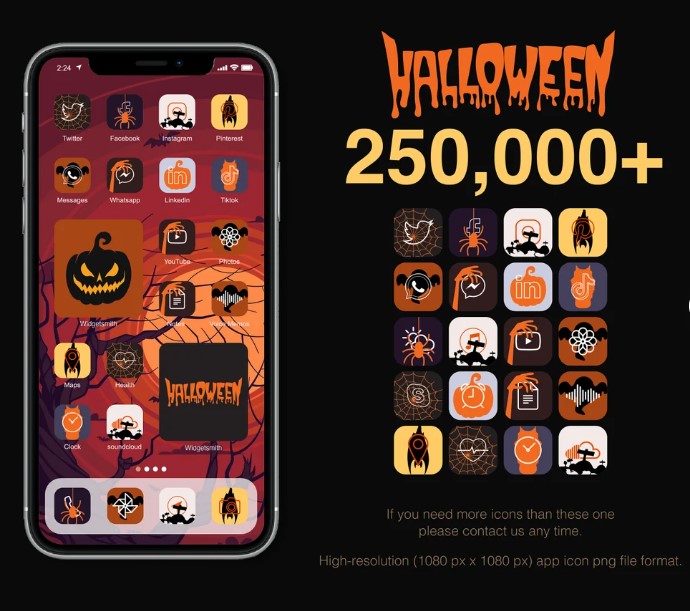 2:24
Twitter
Facebook
Instagram
Pinterest
Messages
Whatsapp
Linkedin
Tiktok
YouTube
Photos
Widgetsmith
Notes
Voice Memos
Maps
Health
Clock
soundcloud
HALLOWEEN
Widgetsmith
HALLOWEEN
250,000+
in
in
S
If you need more icons than these one
please contact us any time.
High-resolution (1080 px x 1080 px) app icon png file format.